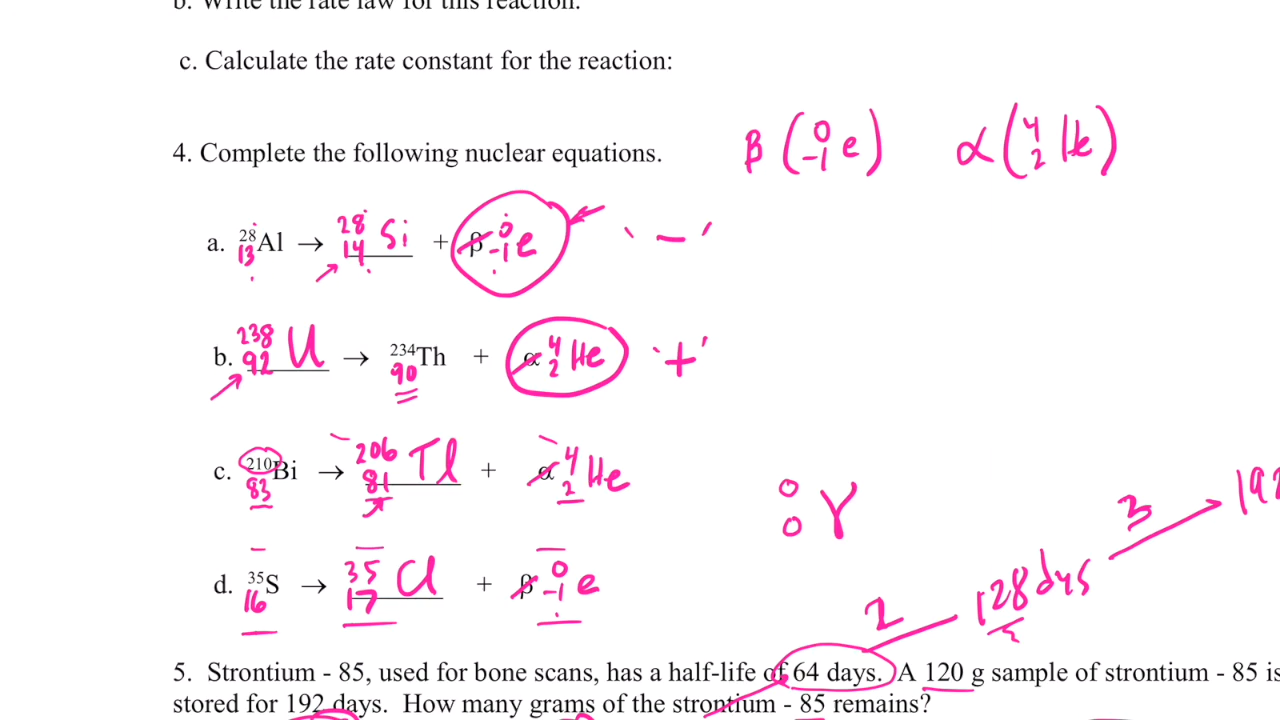 b. Write the rate law for this reaction.
c. Calculate the rate constant for the reaction:
4. Complete the following nuclear equations. β (0 -1 e) α (4 2 He)
a. 28 13 Al → 28 14 Si + β 0 -1 e ' − '
b. 238 92 U → 234 90 Th + α 4 2 He ' + '
c. 210 83 Bi → 206 81 Tl + α 4 2 He
0 0 γ 3
d. 35 16 S → 35 17 Cl + β 0 -1 e
2 128 days
5. Strontium - 85, used for bone scans, has a half-life of 64 days. A 120 g sample of strontium - 85 is
stored for 192 days. How many grams of the strontium - 85 remains?